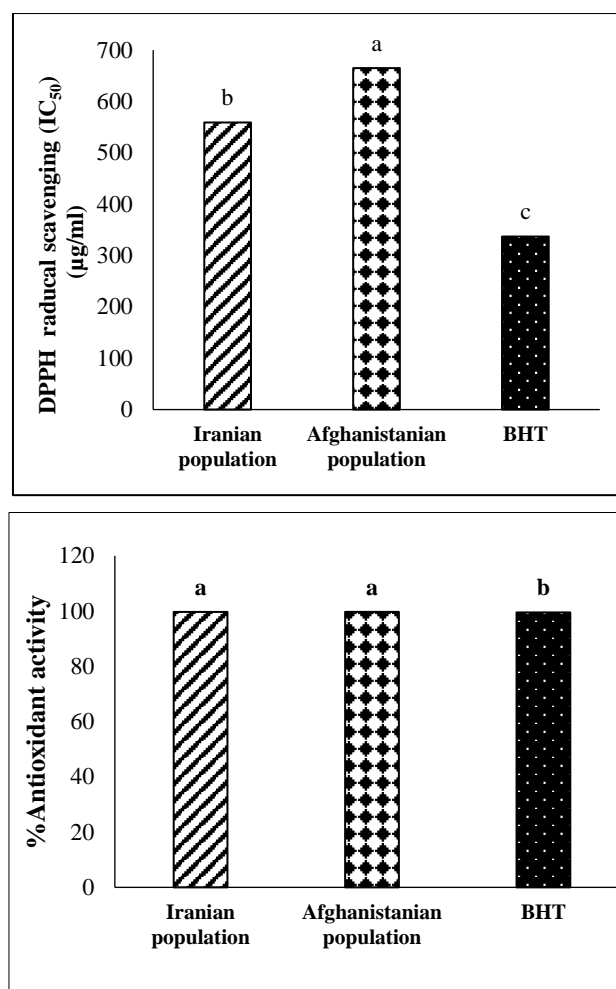 DPPH raducal scavenging (IC50)
(µg/ml)
700
600
500
400
300
200
100
0
b
a
c
Iranian
population
Afghanistanian
population
BHT
%Antioxidant activity
120
100
80
60
40
20
0
a
a
b
Iranian
population
Afghanistanian
population
BHT